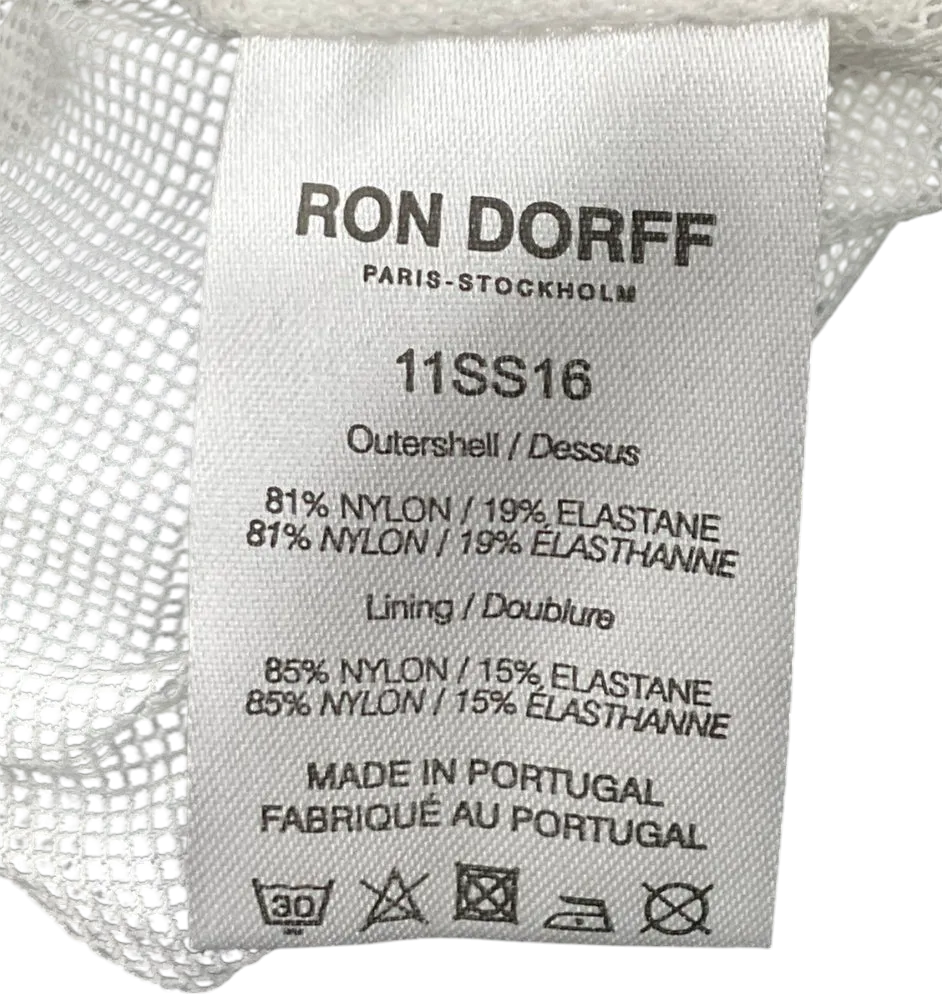 RON DORFF
PARIS-STOCKHOLM
11SS16
Outershell / Dessus
81% NYLON / 19% ELASTANE
81% NYLON / 19% ÉLASTHANNE
Lining / Doublure
85% NYLON / 15% ELASTANE
85% NYLON / 15% ÉLASTHANNE
MADE IN PORTUGAL
FABRIQUÉ AU PORTUGAL
30